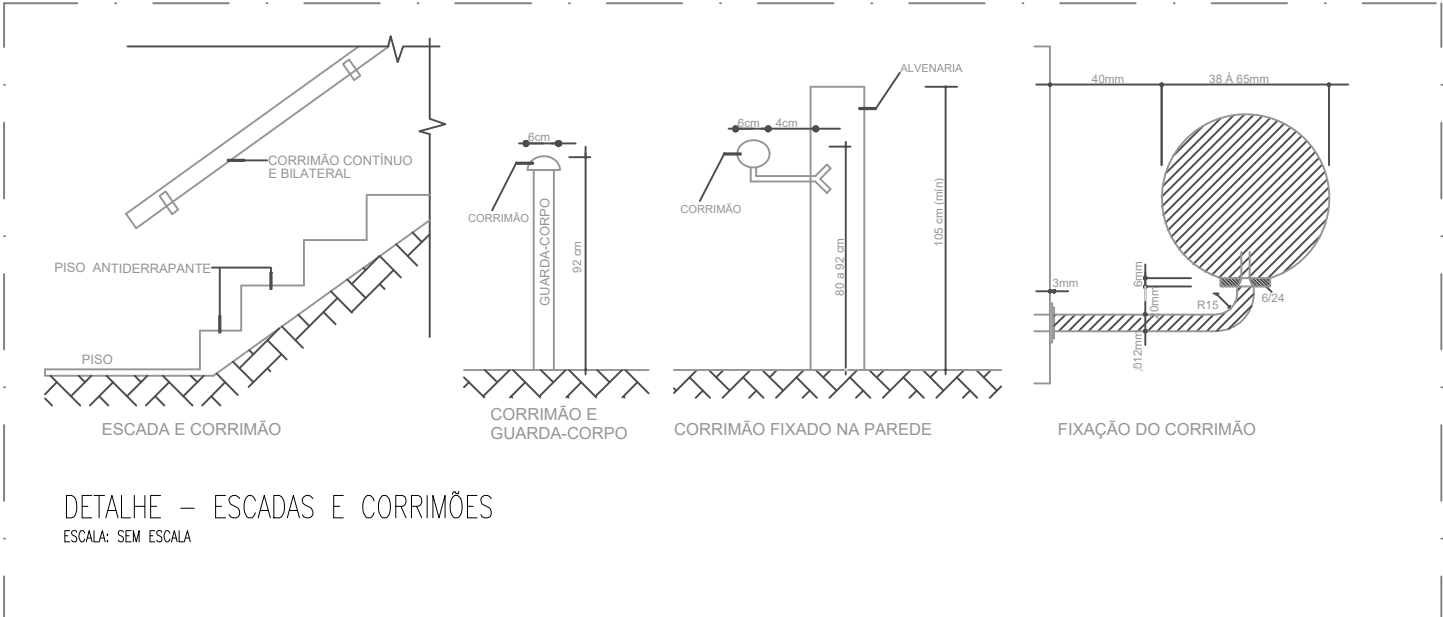 CORRIMÃO CONTÍNUO
E BILATERAL
PISO ANTIDERRAPANTE
PISO
ESCADA E CORRIMÃO
6cm
CORRIMÃO
GUARDA-CORPO
92 cm
CORRIMÃO E
GUARDA-CORPO
ALVENARIA
6cm
4cm
CORRIMÃO
80 a 92 cm
105 cm (mín)
CORRIMÃO FIXADO NA PAREDE
40mm
38 À 65mm
3mm
6mm
R15
6/24
FIXAÇÃO DO CORRIMÃO
DETALHE – ESCADAS E CORRIMÕES
ESCALA: SEM ESCALA